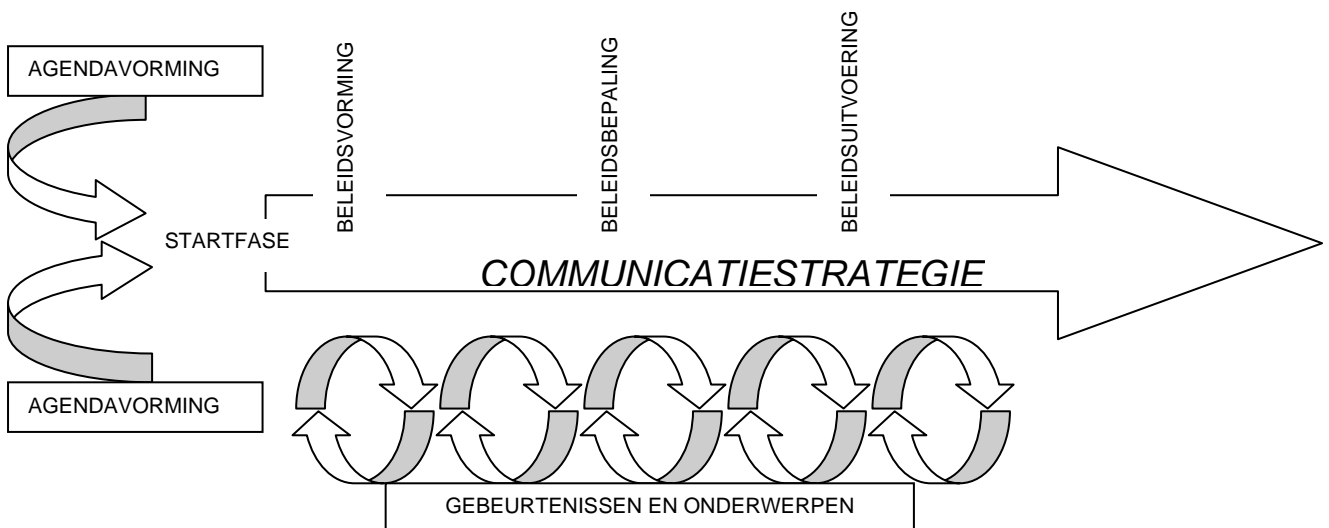 AGENDAVORMING
BELEIDSVORMING
BELEIDSBEPALING
BELEIDSUITVOERING
STARTFASE
COMMUNICATIESTRATEGIE
AGENDAVORMING
GEBEURTENISSEN EN ONDERWERPEN